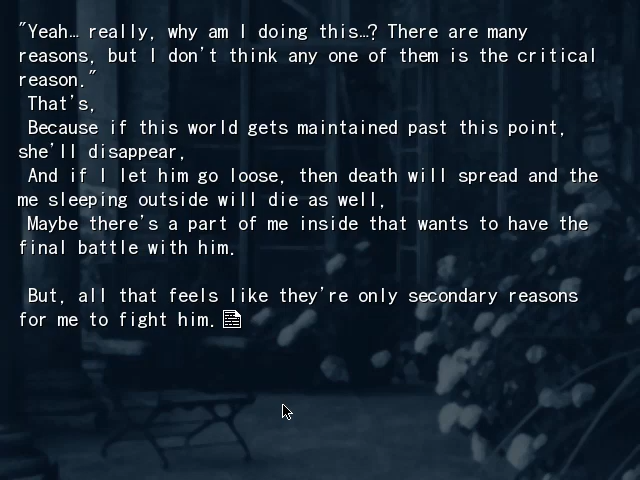 "Yeah… really, why am I doing this…? There are many
reasons, but I don't think any one of them is the critical
reason."
That's,
Because if this world gets maintained past this point,
she'll disappear,
And if I let him go loose, then death will spread and the
me sleeping outside will die as well,
Maybe there's a part of me inside that wants to have the
final battle with him.
But, all that feels like they're only secondary reasons
for me to fight him.